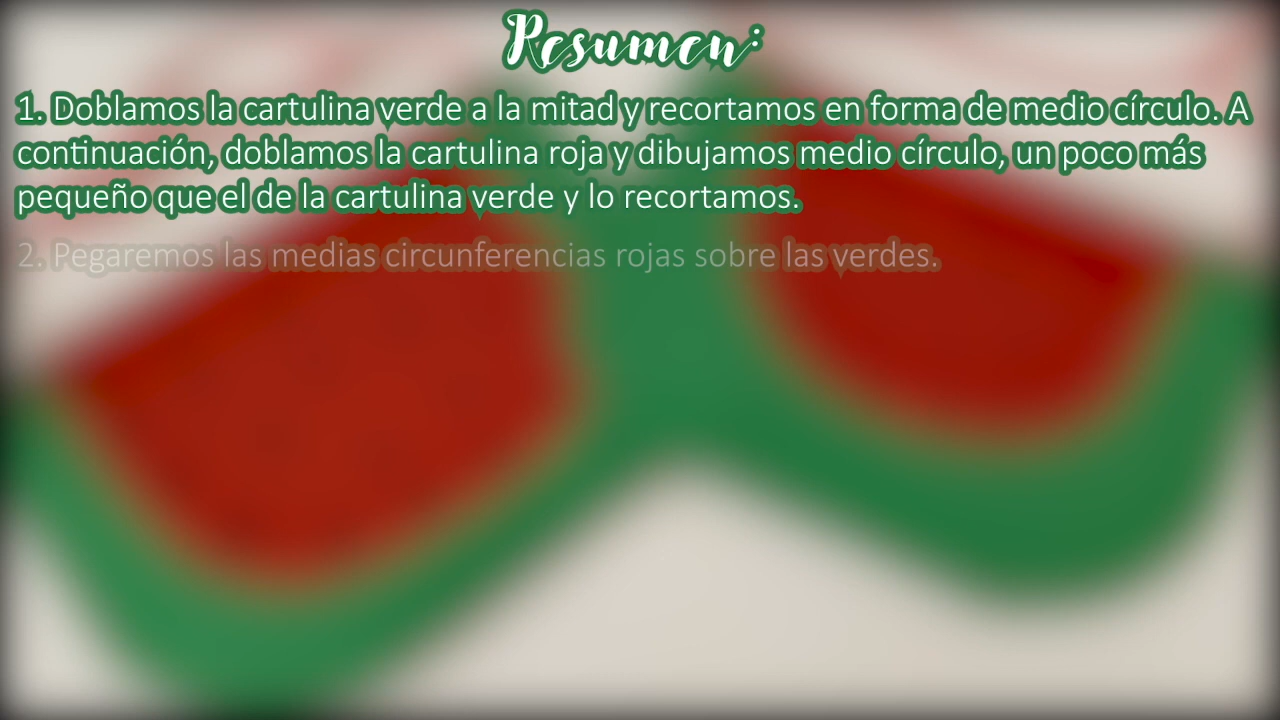 Resumen:
1. Doblamos la cartulina verde a la mitad y recortamos en forma de medio círculo. A
continuación, doblamos la cartulina roja y dibujamos medio círculo, un poco más
pequeño que el de la cartulina verde y lo recortamos.
2. Pegaremos las medias circunferencias rojas sobre las verdes.